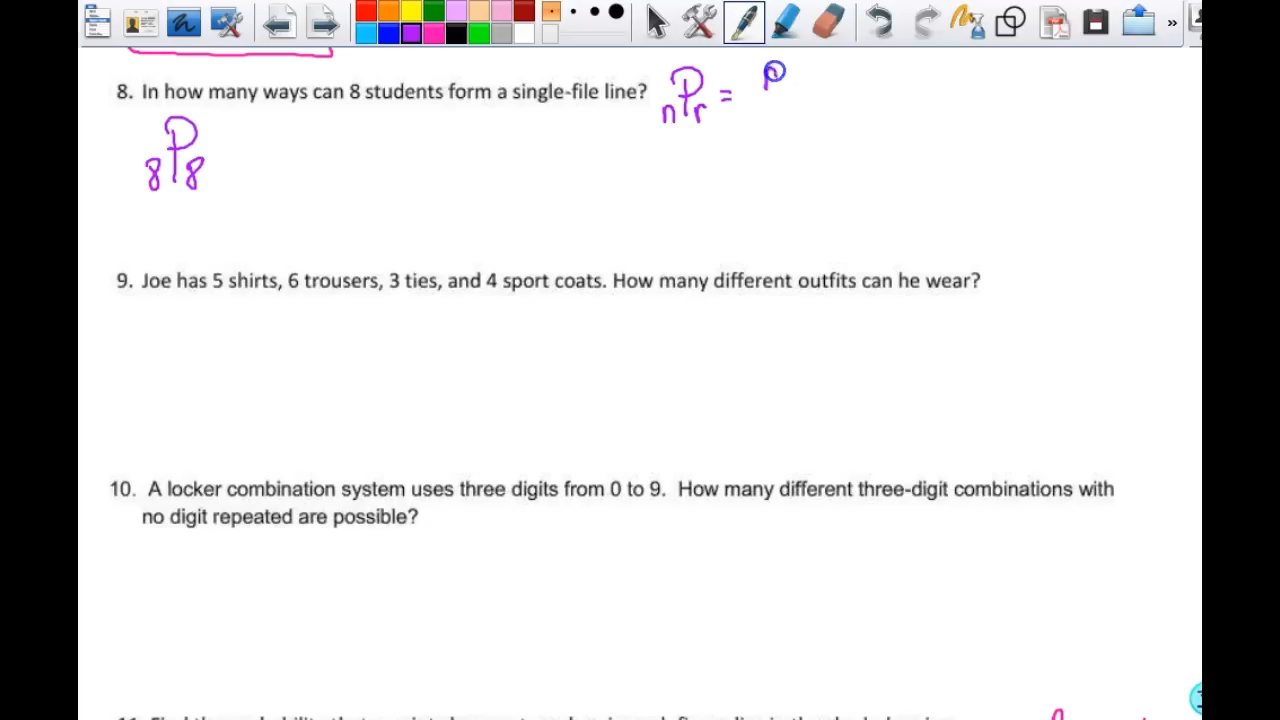 8. In how many ways can 8 students form a single-file line? nPr =
8P8
9. Joe has 5 shirts, 6 trousers, 3 ties, and 4 sport coats. How many different outfits can he wear?
10. A locker combination system uses three digits from 0 to 9. How many different three-digit combinations with
no digit repeated are possible?